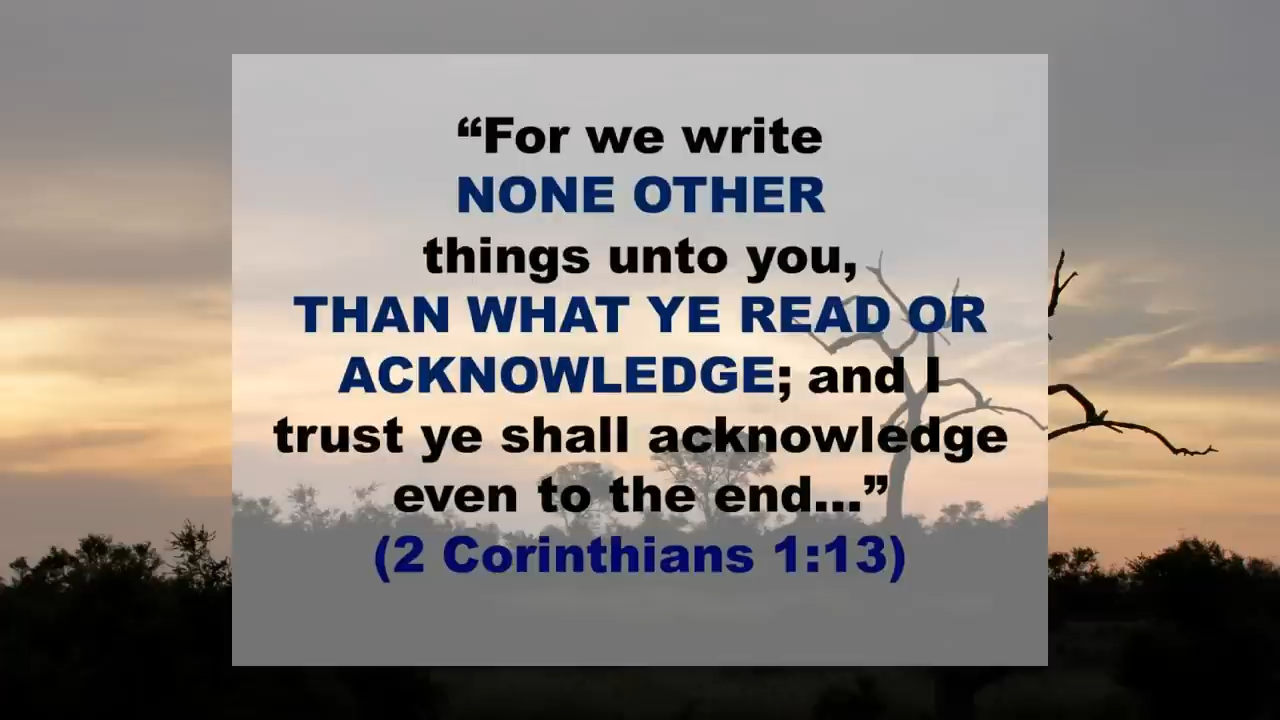 “For we write
NONE OTHER
things unto you,
THAN WHAT YE READ OR
ACKNOWLEDGE; and I
trust ye shall acknowledge
even to the end...”
(2 Corinthians 1:13)